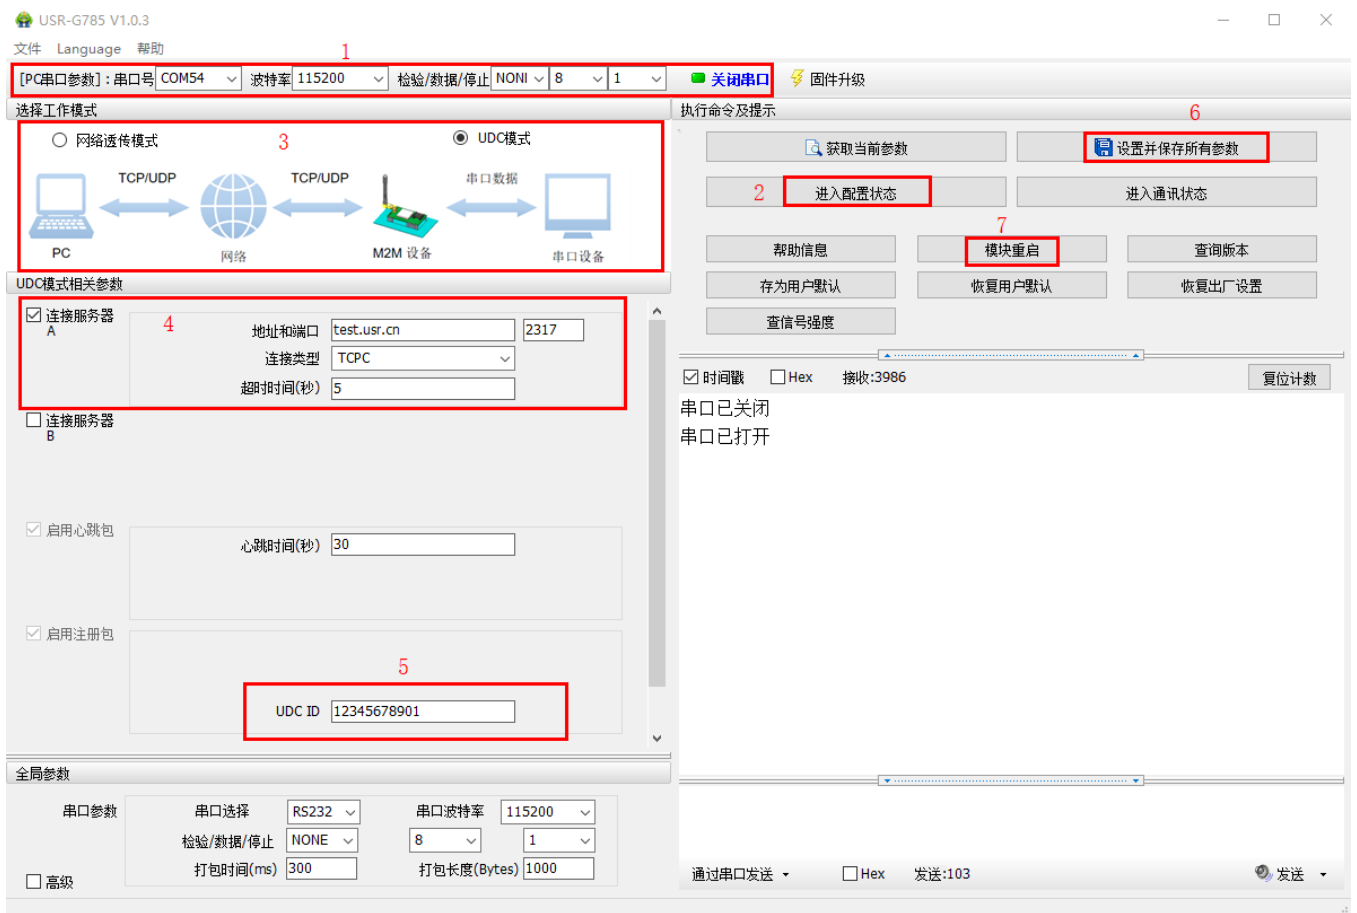 USR-G785 V1.0.3
文件 Language 帮助
1
[PC串口参数]：串口号 COM54 波特率 115200 检验/数据/停止 NONI 8 1 关闭串口 固件升级
选择工作模式
网络透传模式 3 UDC模式
TCP/UDP TCP/UDP 串口数据
PC 网络 M2M 设备 串口设备
UDC模式相关参数
连接服务器
A
4
地址和端口 test.usr.cn 2317
连接类型 TCPC
超时时间(秒) 5
连接服务器
B
启用心跳包
心跳时间(秒) 30
启用注册包
5
UDC ID 12345678901
全局参数
串口参数 串口选择 RS232 串口波特率 115200
检验/数据/停止 NONE 8 1
打包时间(ms) 300 打包长度(Bytes) 1000
高级
执行命令及提示
6
获取当前参数 设置并保存所有参数
2 进入配置状态 进入通讯状态
7
帮助信息 模块重启 查询版本
存为用户默认 恢复用户默认 恢复出厂设置
查信号强度
时间戳 Hex 接收:3986 复位计数
串口已关闭
串口已打开
通过串口发送 Hex 发送:103 发送